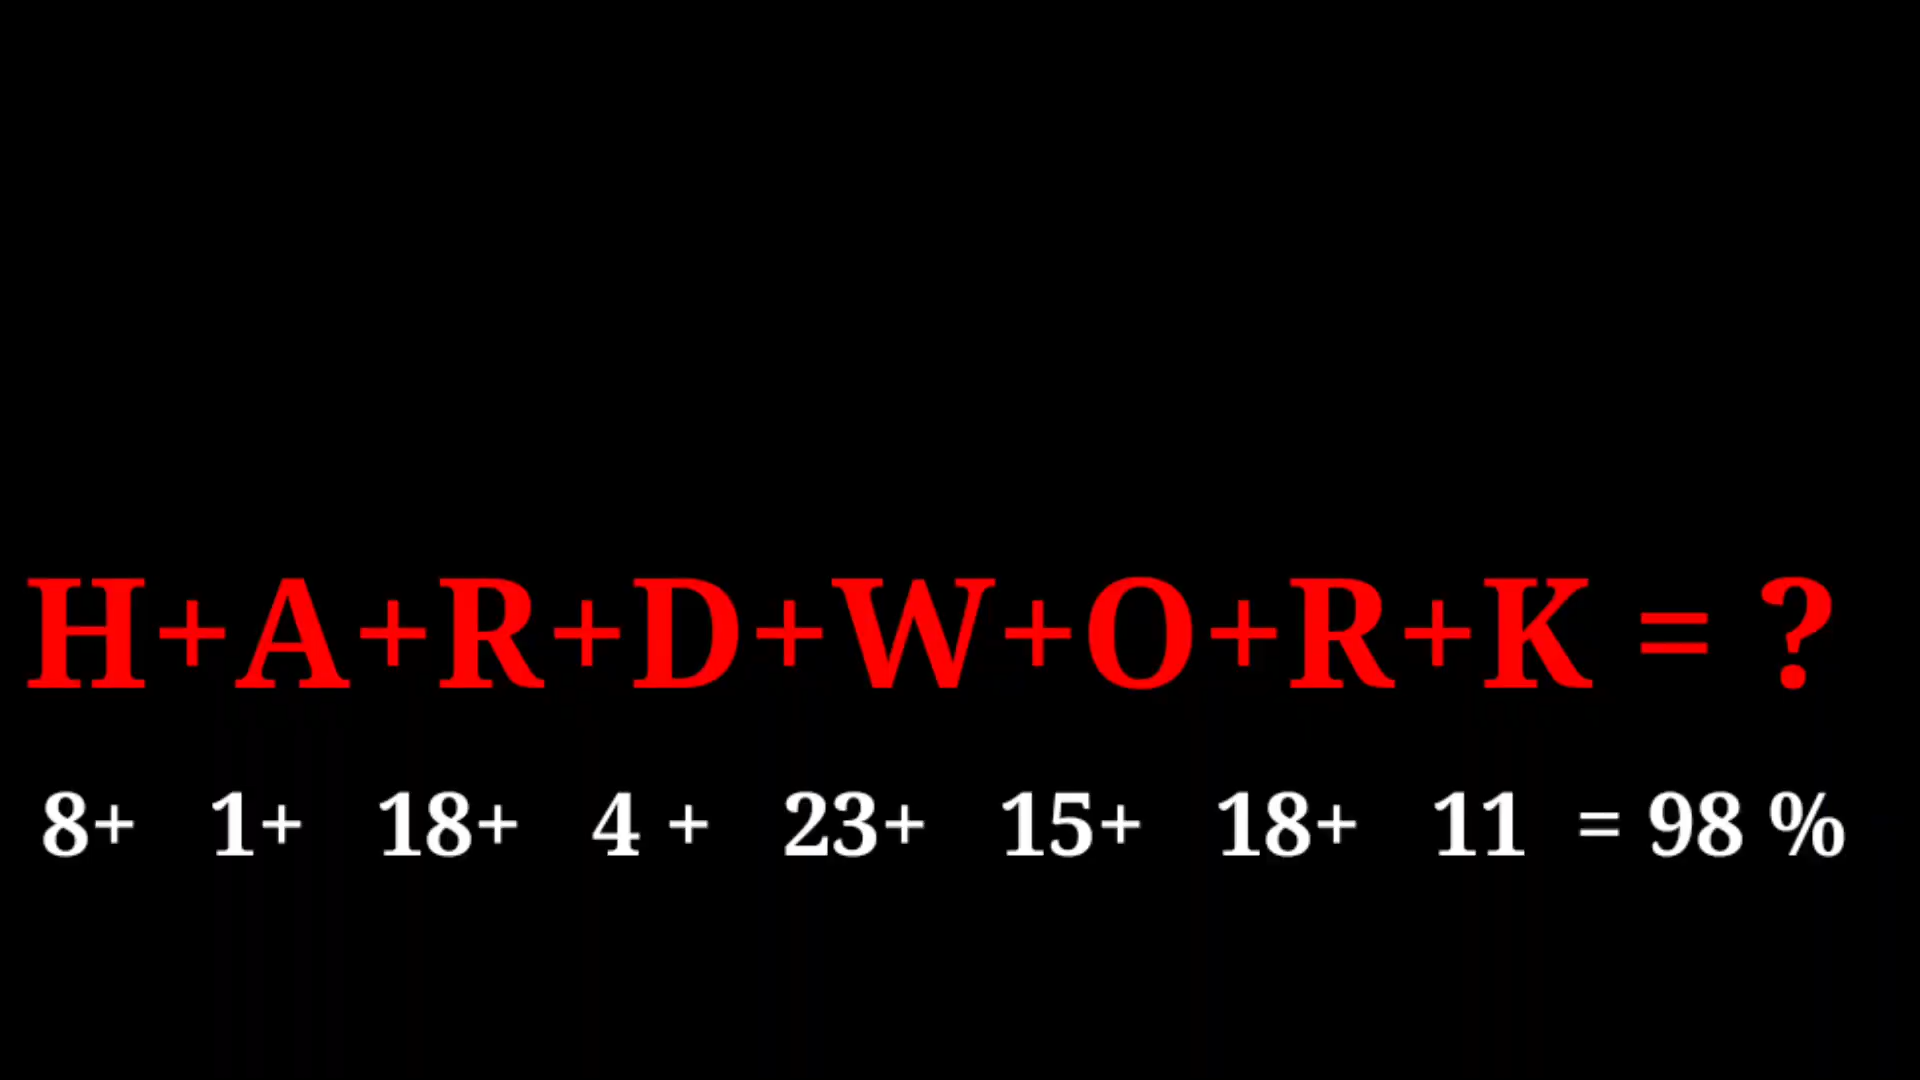 H+A+R+D+W+O+R+K = ?
8+ 1+ 18+ 4 + 23+ 15+ 18+ 11 = 98 %